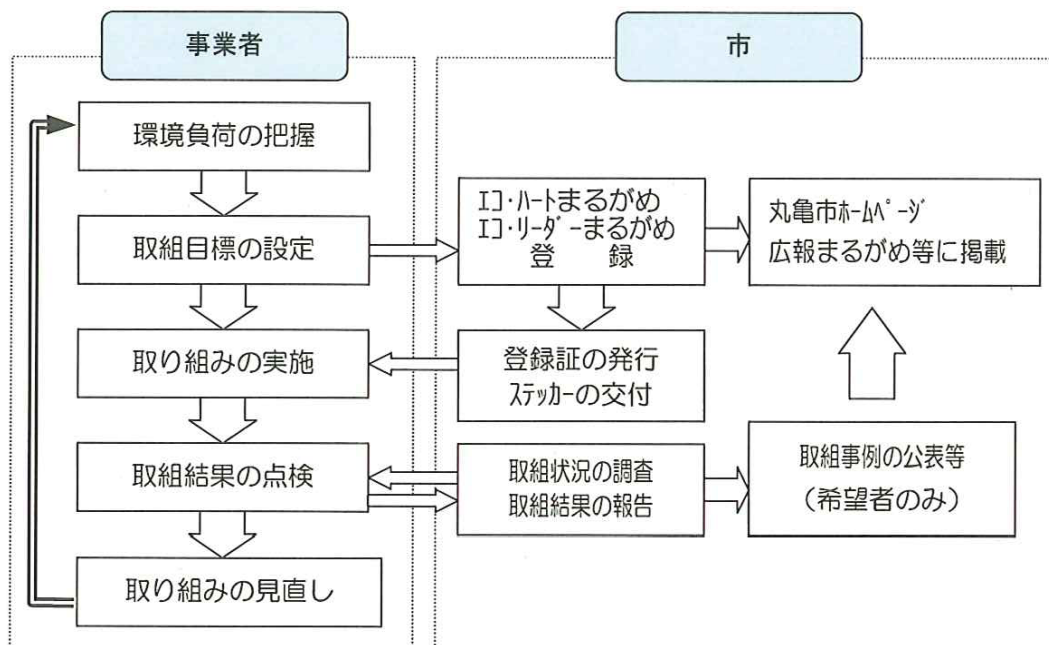 事業者
市
環境負荷の把握
取組目標の設定
取り組みの実施
取組結果の点検
取り組みの見直し
ｴｺ･ﾊｰﾄまるがめ
ｴｺ･ﾘｰﾀﾞｰまるがめ
登　録
丸亀市ﾎｰﾑﾍﾟｰｼﾞ
広報まるがめ等に掲載
登録証の発行
ｽﾃｯｶｰの交付
取組状況の調査
取組結果の報告
取組事例の公表等
（希望者のみ）